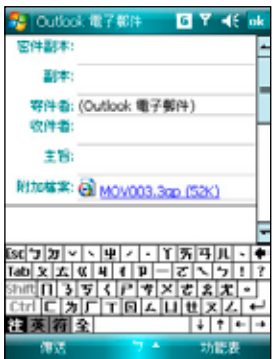 Outlook 電子郵件 ok
密件副本:
副本:
寄件者: (Outlook 電子郵件)
收件者:
主旨:
附加檔案: MOV003.3gp (52K)
Esc ㄅ ㄉ ˇ ˋ ㄓ ˊ ˙ ㄚ ㄞ ㄢ ㄦ
Tab ㄆ ㄊ ㄍ ㄐ ㄔ ㄗ ㄧ ㄛ ㄟ ㄣ ! ?
Shift ㄇ ㄋ ㄎ ㄑ ㄕ ㄘ ㄨ ㄜ ㄠ ㄤ
Ctrl ㄈ ㄌ ㄏ ㄒ ㄖ ㄙ ㄩ ㄝ ㄡ ㄥ
注 英 符 全
傳送 功能表